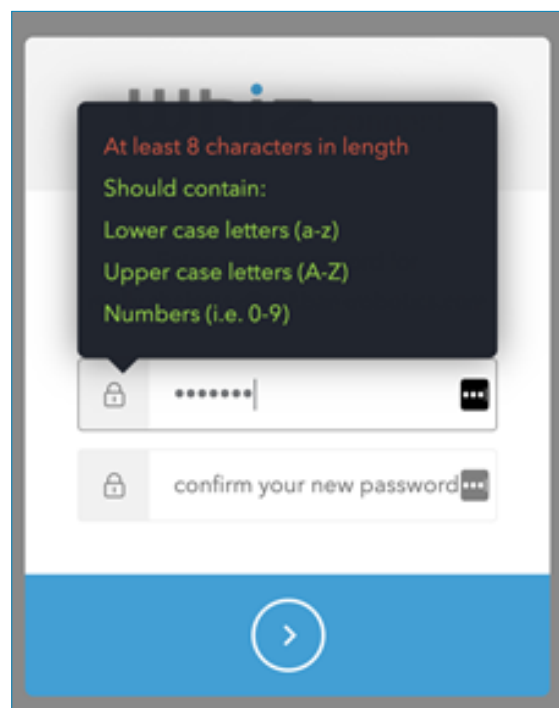 At least 8 characters in length
Should contain:
Lower case letters (a-z)
Upper case letters (A-Z)
Numbers (i.e. 0-9)
•••••••
confirm your new password